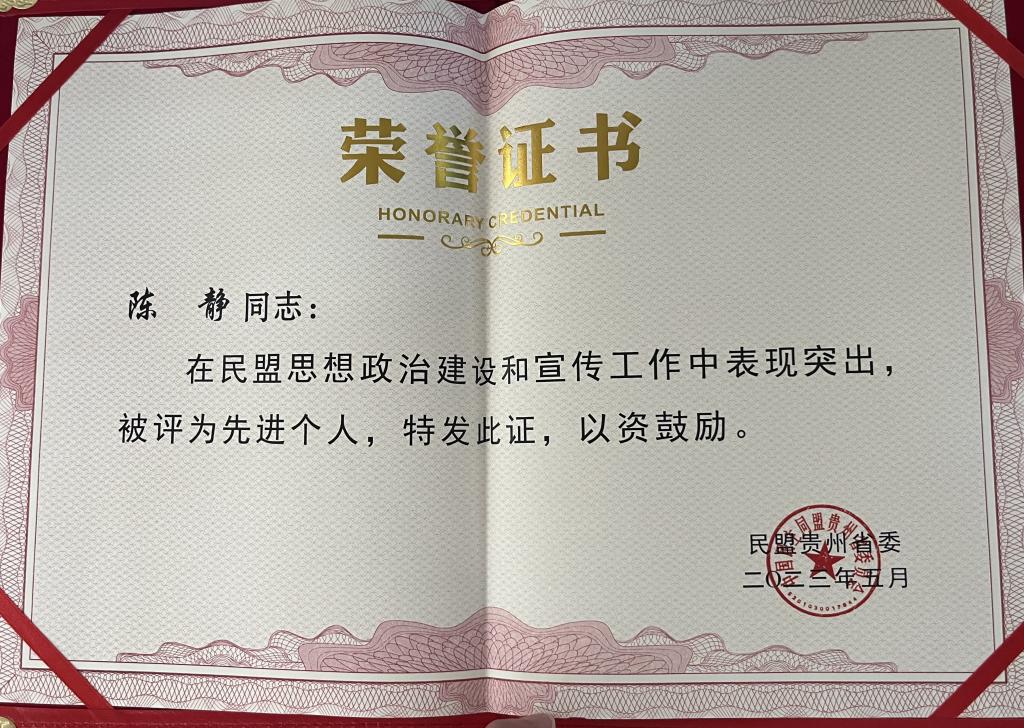 荣誉证书
HONORARY CREDENTIAL
陈 静 同志：
在民盟思想政治建设和宣传工作中表现突出，
被评为先进个人，特发此证，以资鼓励。
民盟贵州省委
二〇二三年五月